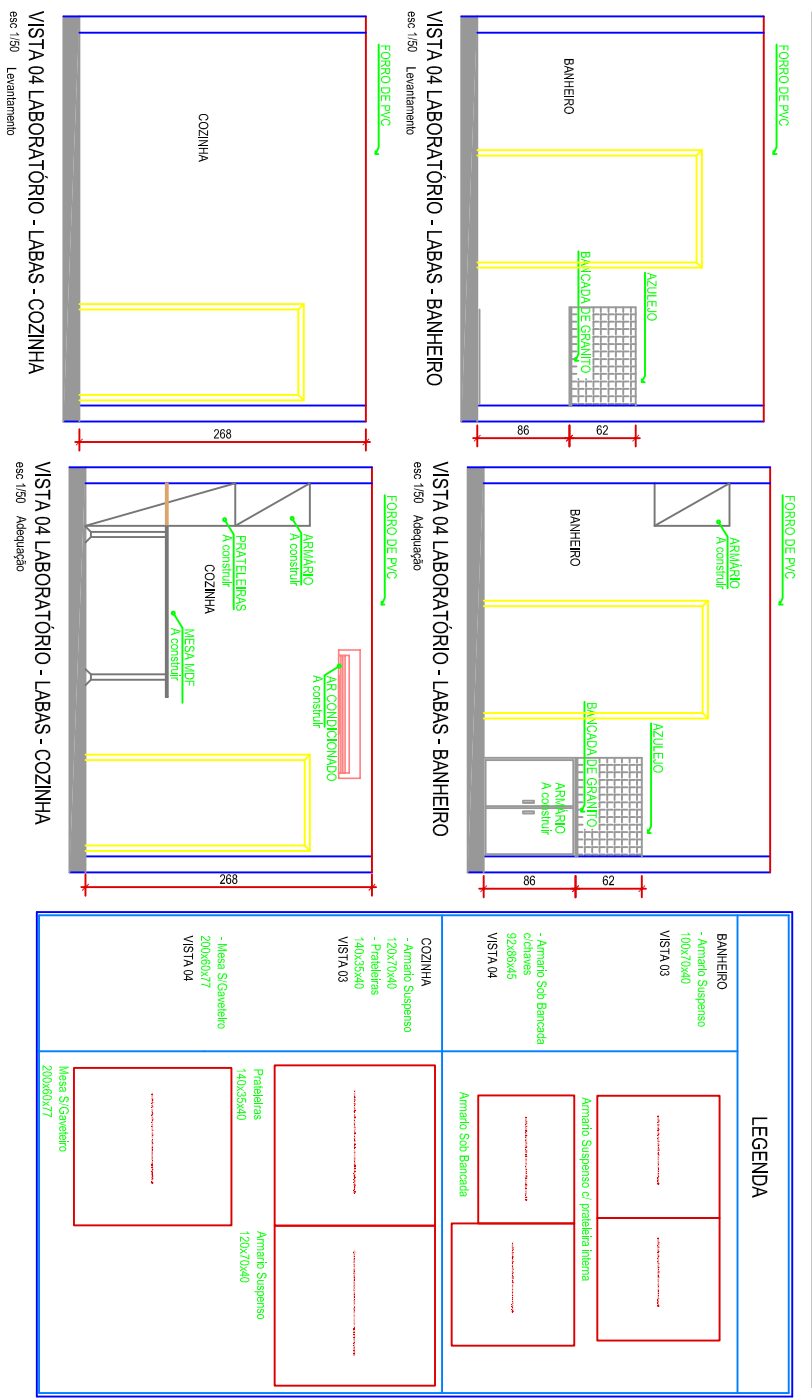 FORRO DE PVC
BANHEIRO
AZULEJO
BANCADA DE GRANITO
86
62
VISTA 04 LABORATÓRIO - LABAS - BANHEIRO
esc 1/50 Levantamento
FORRO DE PVC
ARMÁRIO
A construir
BANHEIRO
AZULEJO
BANCADA DE GRANITO
ARMÁRIO
A construir
86
62
VISTA 04 LABORATÓRIO - LABAS - BANHEIRO
esc 1/50 Adequação
FORRO DE PVC
COZINHA
268
VISTA 04 LABORATÓRIO - LABAS - COZINHA
esc 1/50 Levantamento
FORRO DE PVC
ARMÁRIO
A construir
PRATELEIRAS
A construir
COZINHA
MESA MDF
A construir
AR CONDICIONADO
A construir
268
VISTA 04 LABORATÓRIO - LABAS - COZINHA
esc 1/50 Adequação
LEGENDA
BANHEIRO
- Armario Suspenso
100x70x40
VISTA 03
- Armario Sob Bancada
c/chaves
92x86x45
VISTA 04
Armario Suspenso c/ prateleira interna
Armario Sob Bancada
COZINHA
- Armario Suspenso
120x70x40
- Prateleiras
140x35x40
VISTA 03
- Mesa S/Gaveteiro
200x60x77
VISTA 04
Prateleiras
140x35x40
Armario Suspenso
120x70x40
Mesa S/Gaveteiro
200x60x77